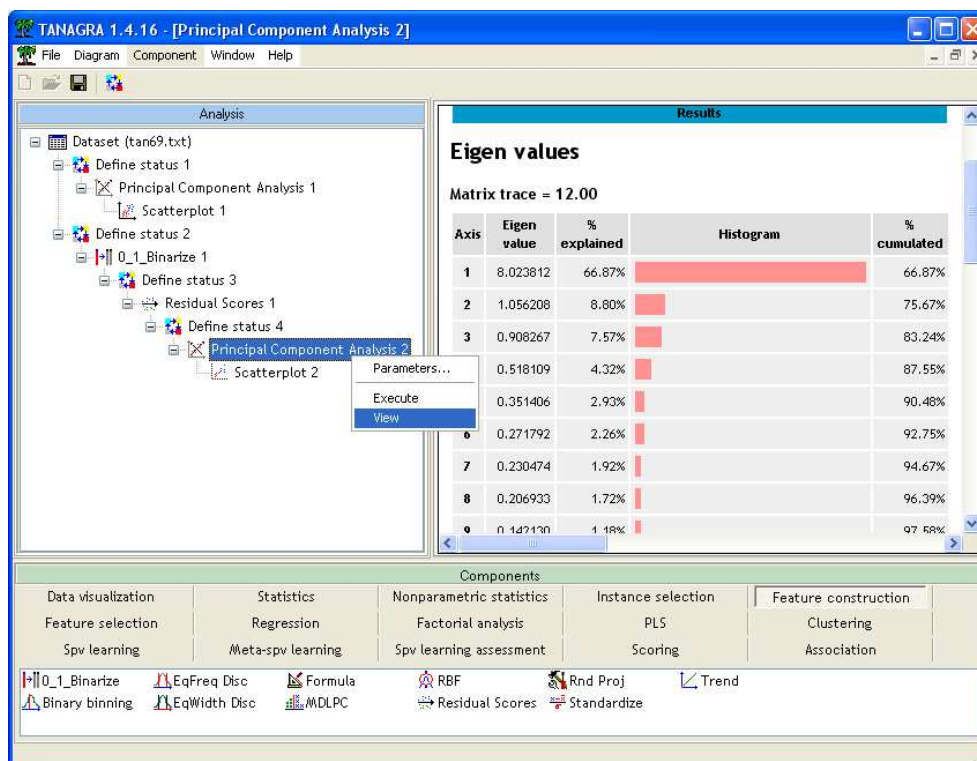 TANAGRA 1.4.16 - [Principal Component Analysis 2]
File Diagram Component Window Help
Analysis
Dataset (tan69.txt)
Define status 1
Principal Component Analysis 1
Scatterplot 1
Define status 2
0_1_Binarize 1
Define status 3
Residual Scores 1
Define status 4
Principal Component Analysis 2
Scatterplot 2
Parameters...
Execute
View
Results
Eigen values
Matrix trace = 12.00
Axis Eigen value % explained Histogram % cumulated
1 8.023812 66.87% 66.87%
2 1.056208 8.80% 75.67%
3 0.908267 7.57% 83.24%
0.518109 4.32% 87.55%
0.351406 2.93% 90.48%
6 0.271792 2.26% 92.75%
7 0.230474 1.92% 94.67%
8 0.206933 1.72% 96.39%
9 0.142130 1.18% 97.58%
Components
Data visualization Statistics Nonparametric statistics Instance selection Feature construction
Feature selection Regression Factorial analysis PLS Clustering
Spv learning Meta-spv learning Spv learning assessment Scoring Association
0_1_Binarize EqFreq Disc Formula RBF Rnd Proj Trend
Binary binning EqWidth Disc MDLPC Residual Scores Standardize